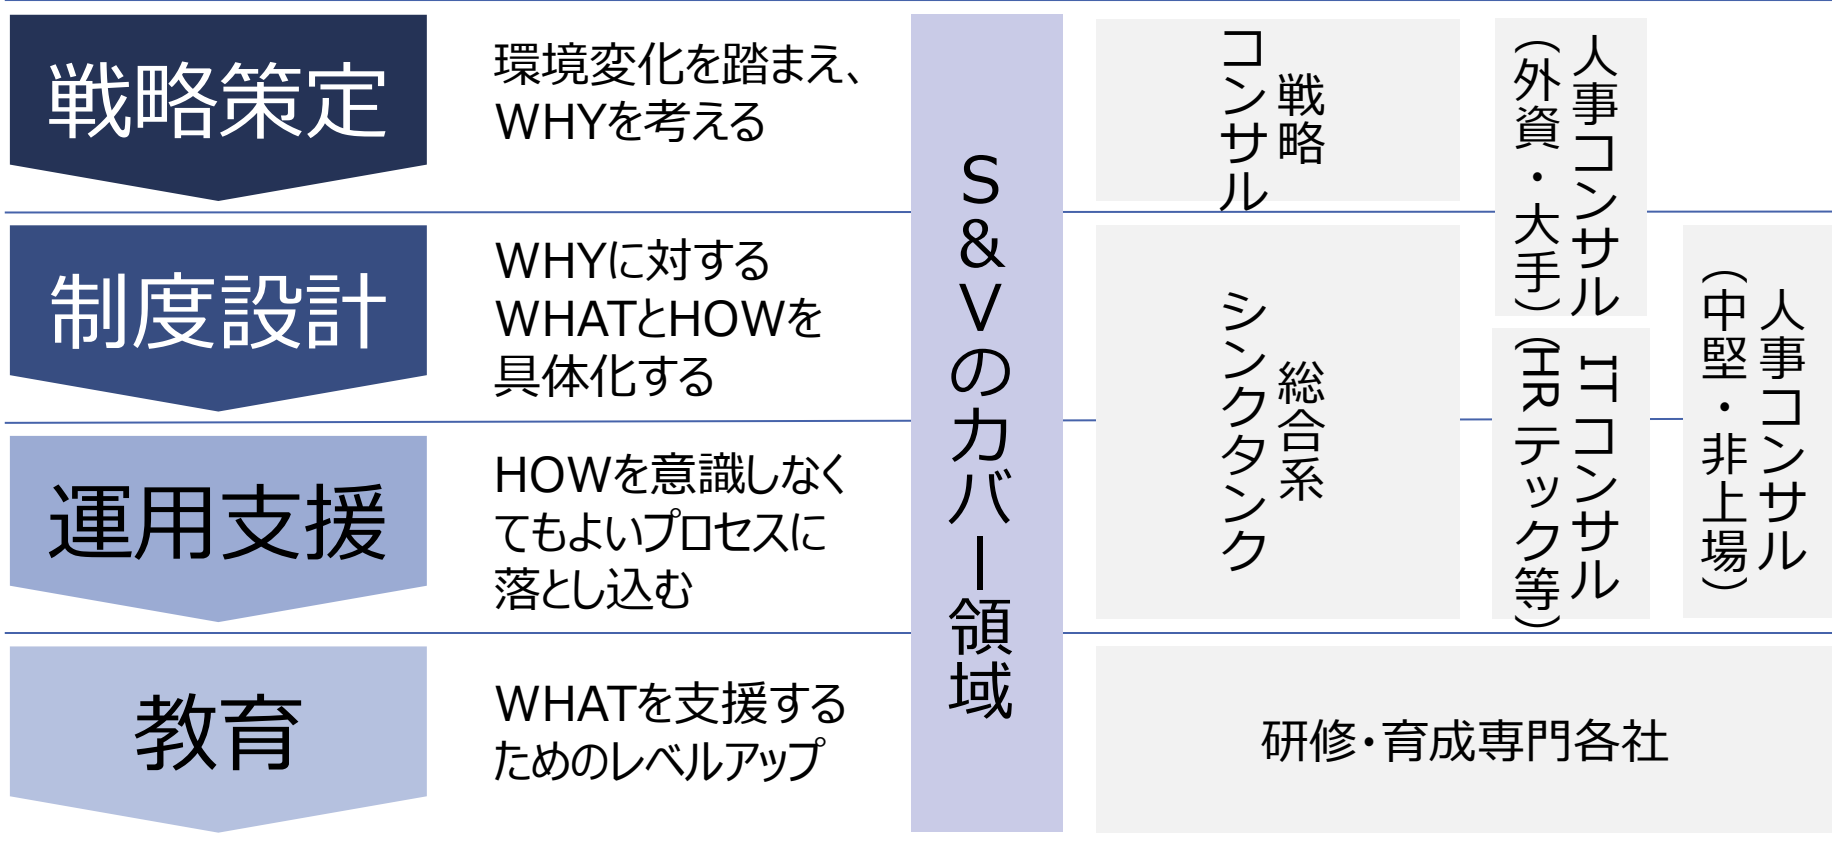 戦略策定
環境変化を踏まえ、
WHYを考える
制度設計
WHYに対する
WHATとHOWを
具体化する
運用支援
HOWを意識しなく
てもよいプロセスに
落とし込む
教育
WHATを支援する
ためのレベルアップ
S&Vのカバー領域
戦略
コンサル
人事コンサル
（外資・大手）
総合系
シンクタンク
ITコンサル
（HRテック等）
人事コンサル
（中堅・非上場）
研修・育成専門各社